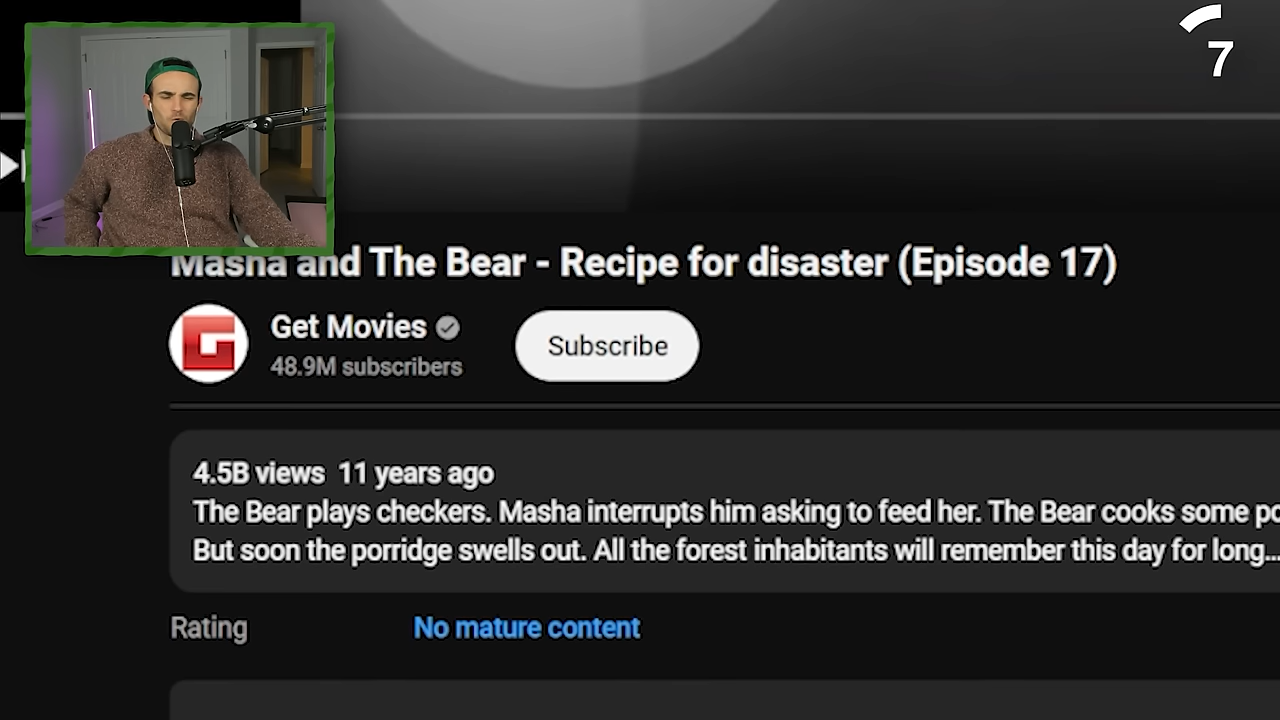 7
Masha and The Bear - Recipe for disaster (Episode 17)
Get Movies
48.9M subscribers
Subscribe
4.5B views 11 years ago
The Bear plays checkers. Masha interrupts him asking to feed her. The Bear cooks some
But soon the porridge swells out. All the forest inhabitants will remember this day for long...
Rating
No mature content